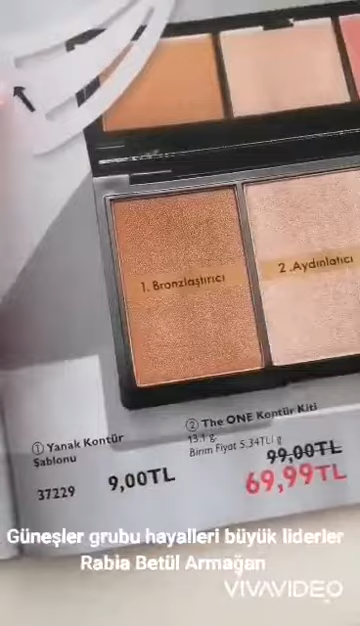 1. Bronzlaştırıcı
2 .Aydınlatıcı
① Yanak Kontür
Şablonu
37229
9,00TL
② The ONE Kontür Kiti
13.1 g.
Birim Fiyat 5.34TL/ g
99,00TL
69,99TL
Güneşler grubu hayalleri büyük liderler
Rabia Betül Armağan
VIVAVIDEO